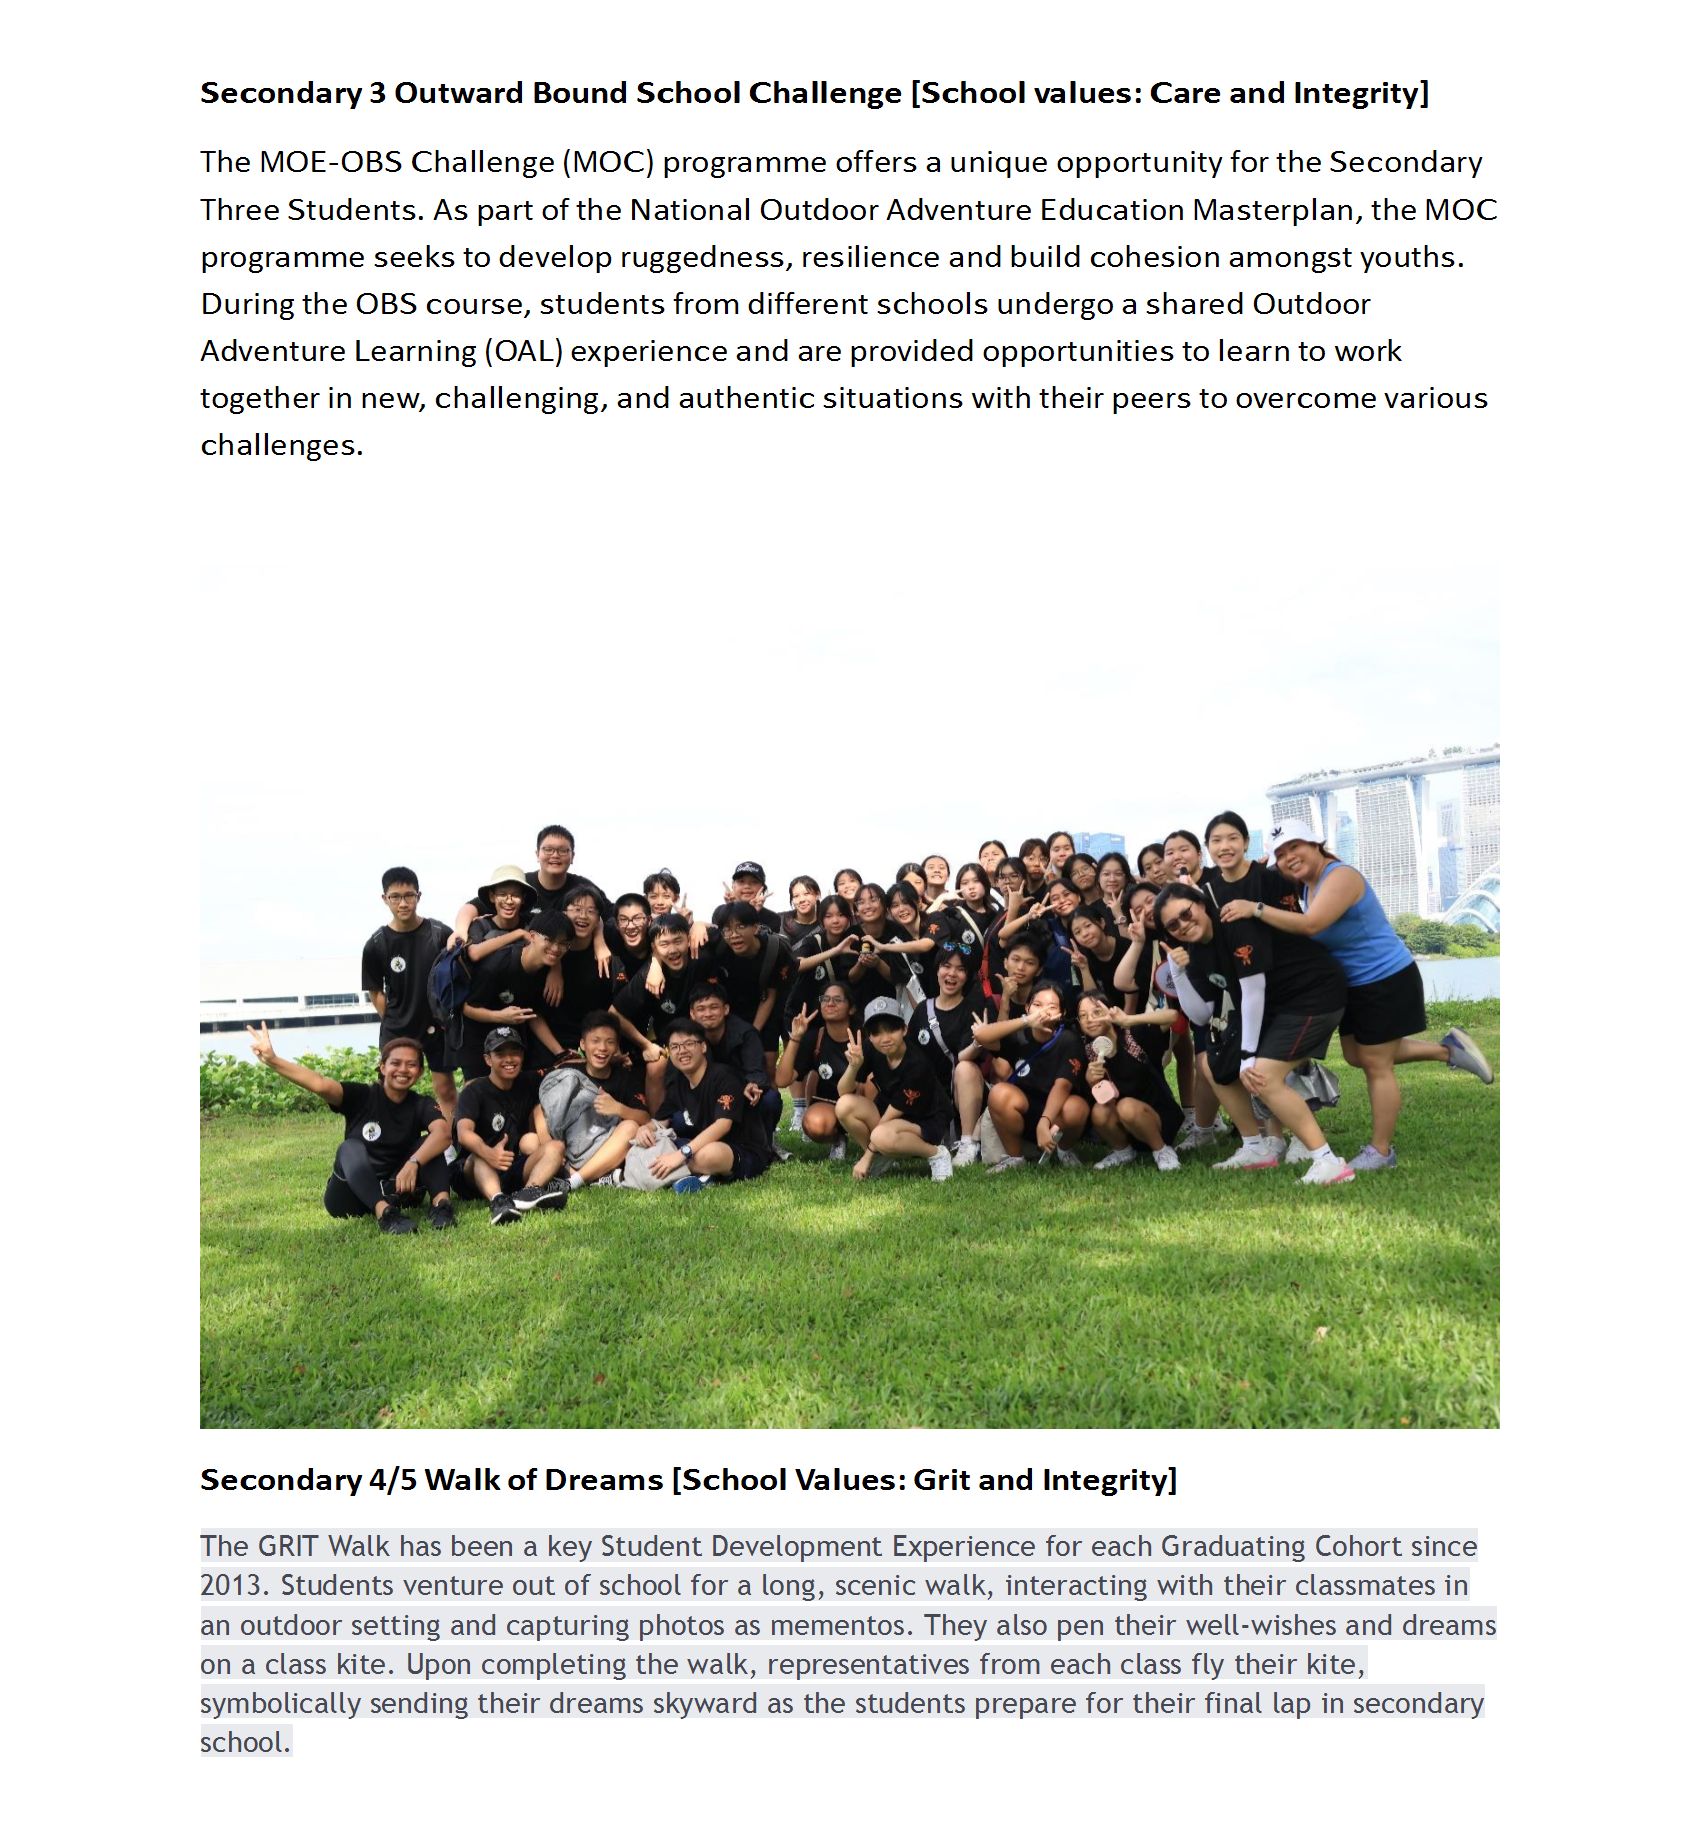 Secondary 3 Outward Bound School Challenge [School values: Care and Integrity]
The MOE-OBS Challenge (MOC) programme offers a unique opportunity for the Secondary
Three Students. As part of the National Outdoor Adventure Education Masterplan, the MOC
programme seeks to develop ruggedness, resilience and build cohesion amongst youths.
During the OBS course, students from different schools undergo a shared Outdoor
Adventure Learning (OAL) experience and are provided opportunities to learn to work
together in new, challenging, and authentic situations with their peers to overcome various
challenges.
Secondary 4/5 Walk of Dreams [School Values: Grit and Integrity]
The GRIT Walk has been a key Student Development Experience for each Graduating Cohort since
2013. Students venture out of school for a long, scenic walk, interacting with their classmates in
an outdoor setting and capturing photos as mementos. They also pen their well-wishes and dreams
on a class kite. Upon completing the walk, representatives from each class fly their kite,
symbolically sending their dreams skyward as the students prepare for their final lap in secondary
school.